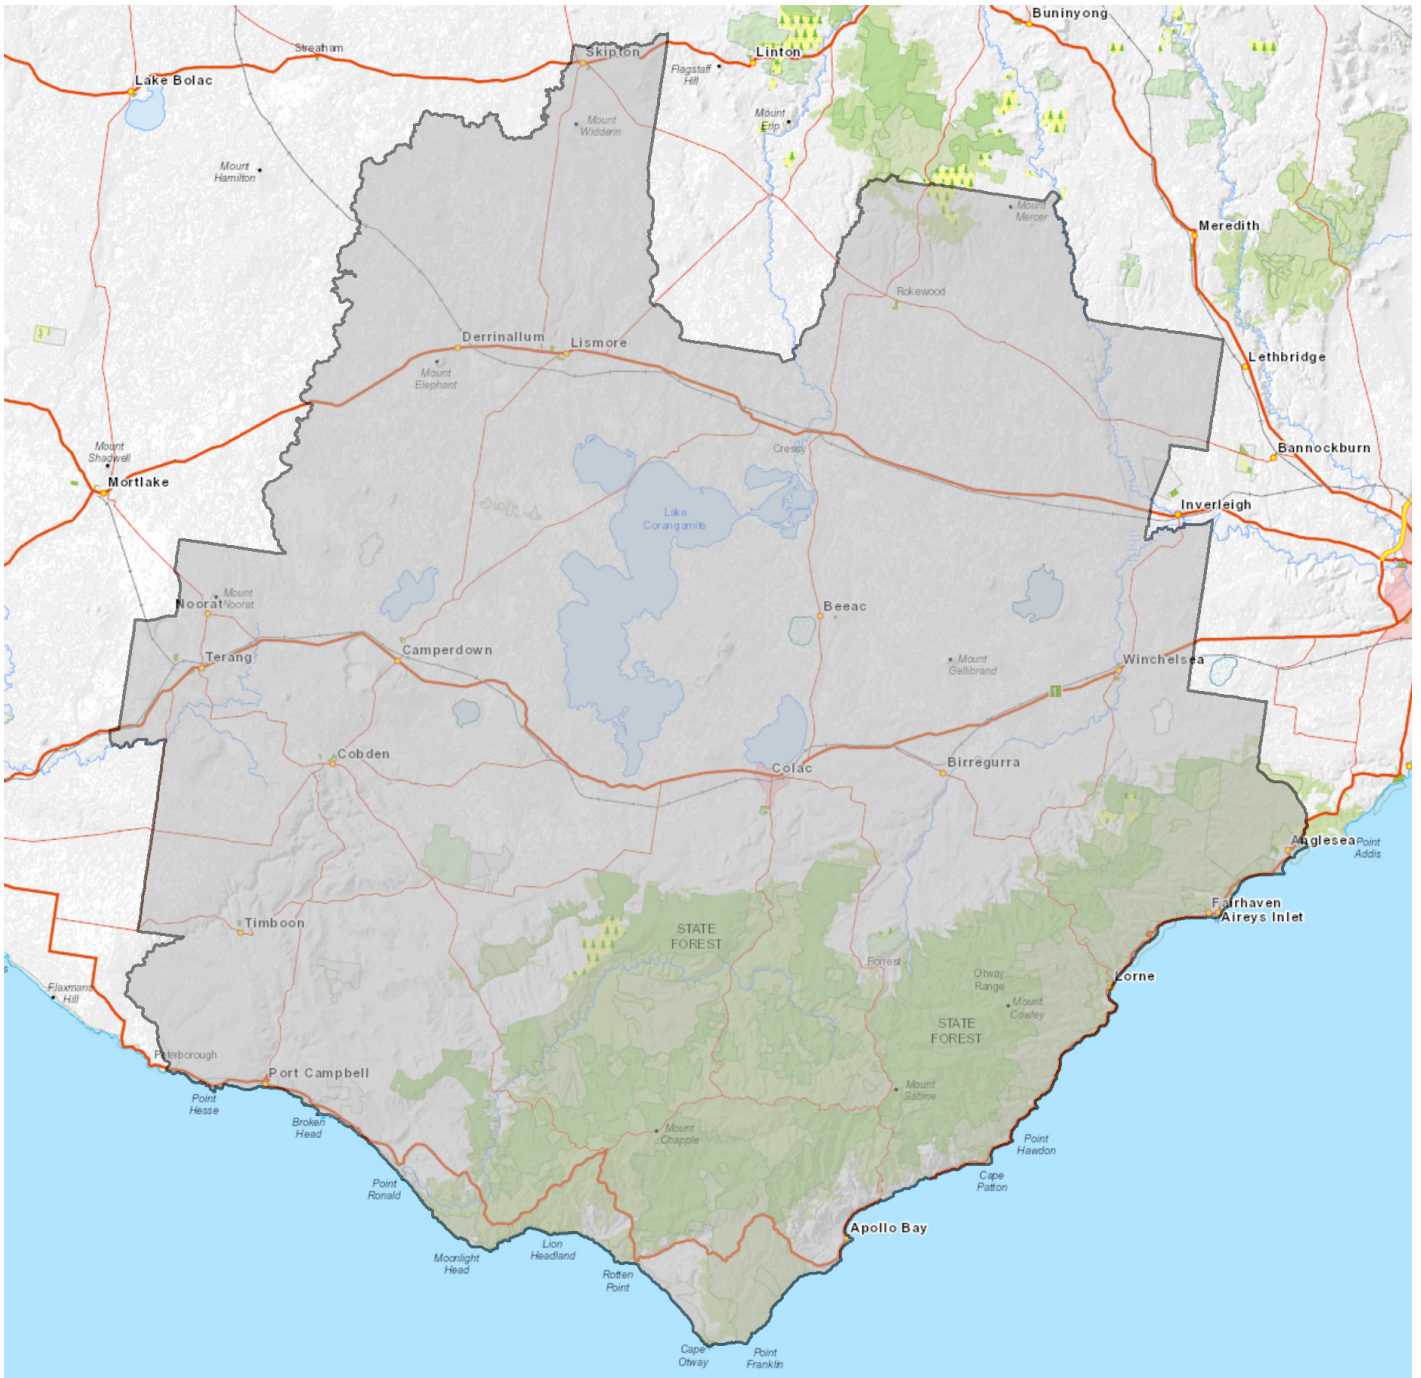 Buninyong
Streatham
Skipton
Linton
Flagstaff
Hill
Lake Bolac
Mount
Widderin
Mount
Erip
Mount
Hamilton
Mount
Mercer
Meredith
Rokewood
Derrinallum
Lismore
Mount
Elephant
Lethbridge
Mount
Shadwell
Cressy
Bannockburn
Mortlake
Inverleigh
Lake
Corangamite
Mount
Noorat
Noorat
Beeac
Camperdown
Terang
Mount
Gellibrand
Winchelsea
1
Cobden
Colac
Birregurra
Anglesea
Point
Addis
Fairhaven
Aireys Inlet
Timboon
STATE
FOREST
Forrest
Otway
Range
Lorne
Flaxmans
Hill
Mount
Cowley
STATE
FOREST
Peterborough
Port Campbell
Point
Hesse
Mount
Sabine
Broken
Head
Mount
Chapple
Point
Hawdon
Point
Ronald
Cape
Patton
Apollo Bay
Moonlight
Head
Lion
Headland
Rotten
Point
Cape
Otway
Point
Franklin